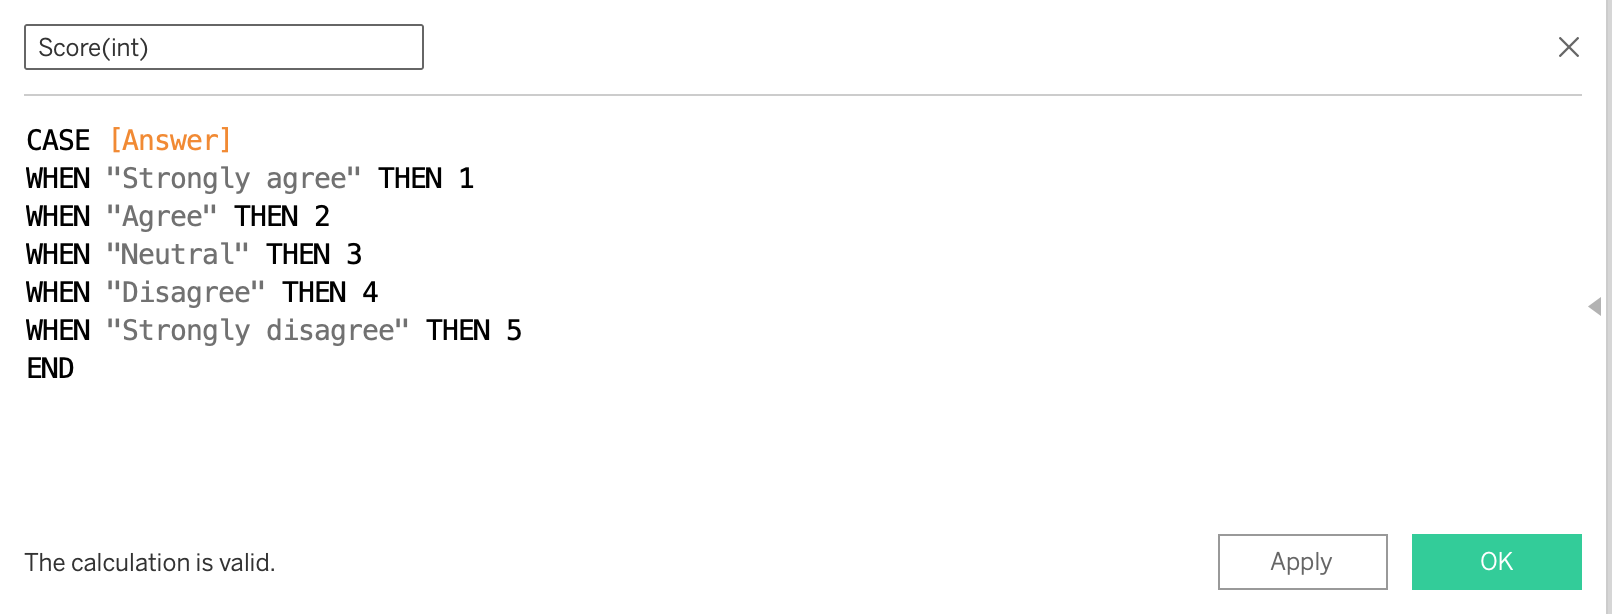 Score(int)
CASE [Answer]
WHEN "Strongly agree" THEN 1
WHEN "Agree" THEN 2
WHEN "Neutral" THEN 3
WHEN "Disagree" THEN 4
WHEN "Strongly disagree" THEN 5
END
The calculation is valid.
Apply
OK